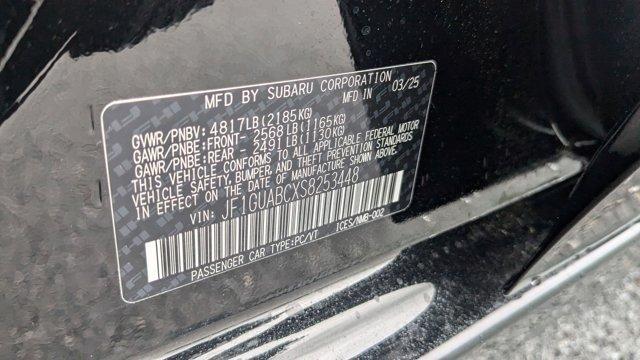 MFD BY SUBARU CORPORATION
MADE IN JAPAN 03/25
GVWR/PNBV: 4817LB(2185KG)
GAWR/PNBE:FRONT- 2568LB(1165KG)
GAWR/PNBE:REAR - 2491LB(1130KG)
THIS VEHICLE CONFORMS TO ALL APPLICABLE FEDERAL MOTOR
VEHICLE SAFETY,BUMPER,AND THEFT PREVENTION STANDARDS
IN EFFECT ON THE DATE OF MANUFACTURE SHOWN ABOVE.
VIN: JF1GUABCXS8253448
PASSENGER CAR TYPE:PC/VT ICES/NMB-002